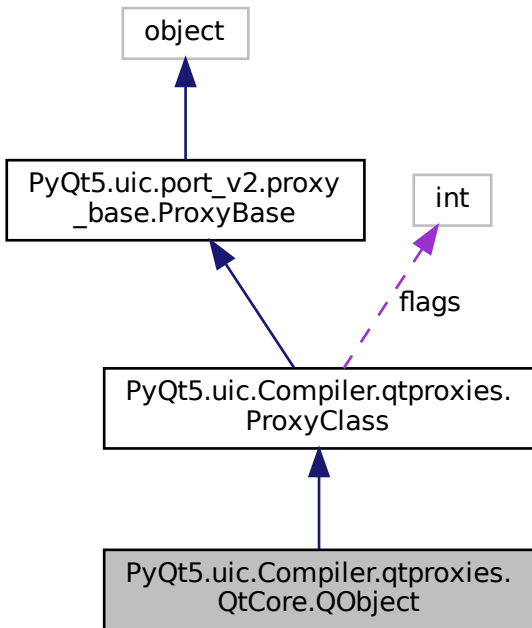 object
PyQt5.uic.port_v2.proxy
_base.ProxyBase
int
flags
PyQt5.uic.Compiler.qtproxies.
ProxyClass
PyQt5.uic.Compiler.qtproxies.
QtCore.QObject